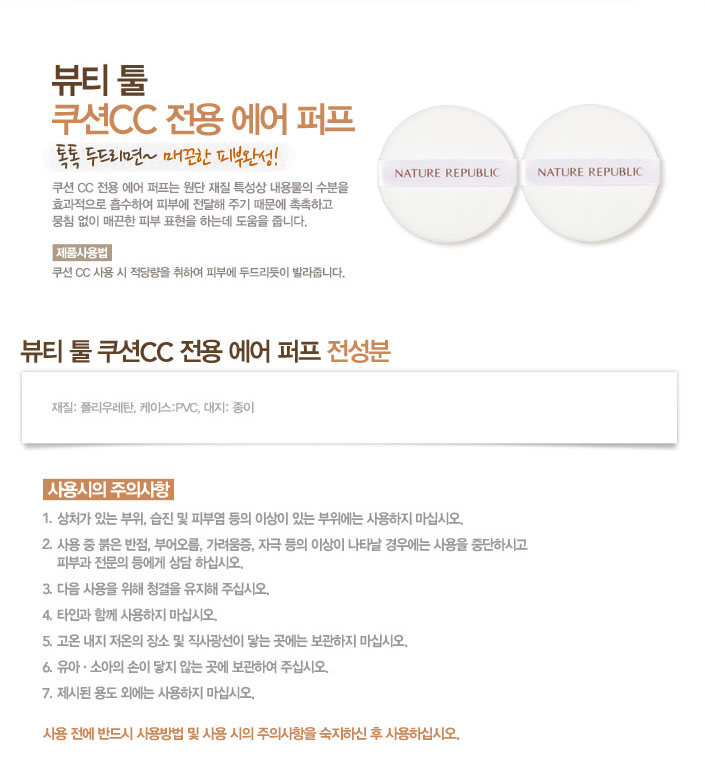 뷰티 툴
쿠션CC 전용 에어 퍼프
톡톡 두드리면~ 매끈한 피부완성!
쿠션 CC 전용 에어 퍼프는 원단 재질 특성상 내용물의 수분을
효과적으로 흡수하여 피부에 전달해 주기 때문에 촉촉하고
뭉침 없이 매끈한 피부 표현을 하는데 도움을 줍니다.
제품사용법
쿠션 CC 사용 시 적당량을 취하여 피부에 두드리듯이 발라줍니다.
NATURE REPUBLIC
NATURE REPUBLIC
뷰티 툴 쿠션CC 전용 에어 퍼프 전성분
재질: 폴리우레탄, 케이스:PVC, 대지: 종이
사용시의 주의사항
1. 상처가 있는 부위, 습진 및 피부염 등의 이상이 있는 부위에는 사용하지 마십시오.
2. 사용 중 붉은 반점, 부어오름, 가려움증, 자극 등의 이상이 나타날 경우에는 사용을 중단하시고
피부과 전문의 등에게 상담 하십시오.
3. 다음 사용을 위해 청결을 유지해 주십시오.
4. 타인과 함께 사용하지 마십시오.
5. 고온 내지 저온의 장소 및 직사광선이 닿는 곳에는 보관하지 마십시오.
6. 유아 · 소아의 손이 닿지 않는 곳에 보관하여 주십시오.
7. 제시된 용도 외에는 사용하지 마십시오.
사용 전에 반드시 사용방법 및 사용 시의 주의사항을 숙지하신 후 사용하십시오.